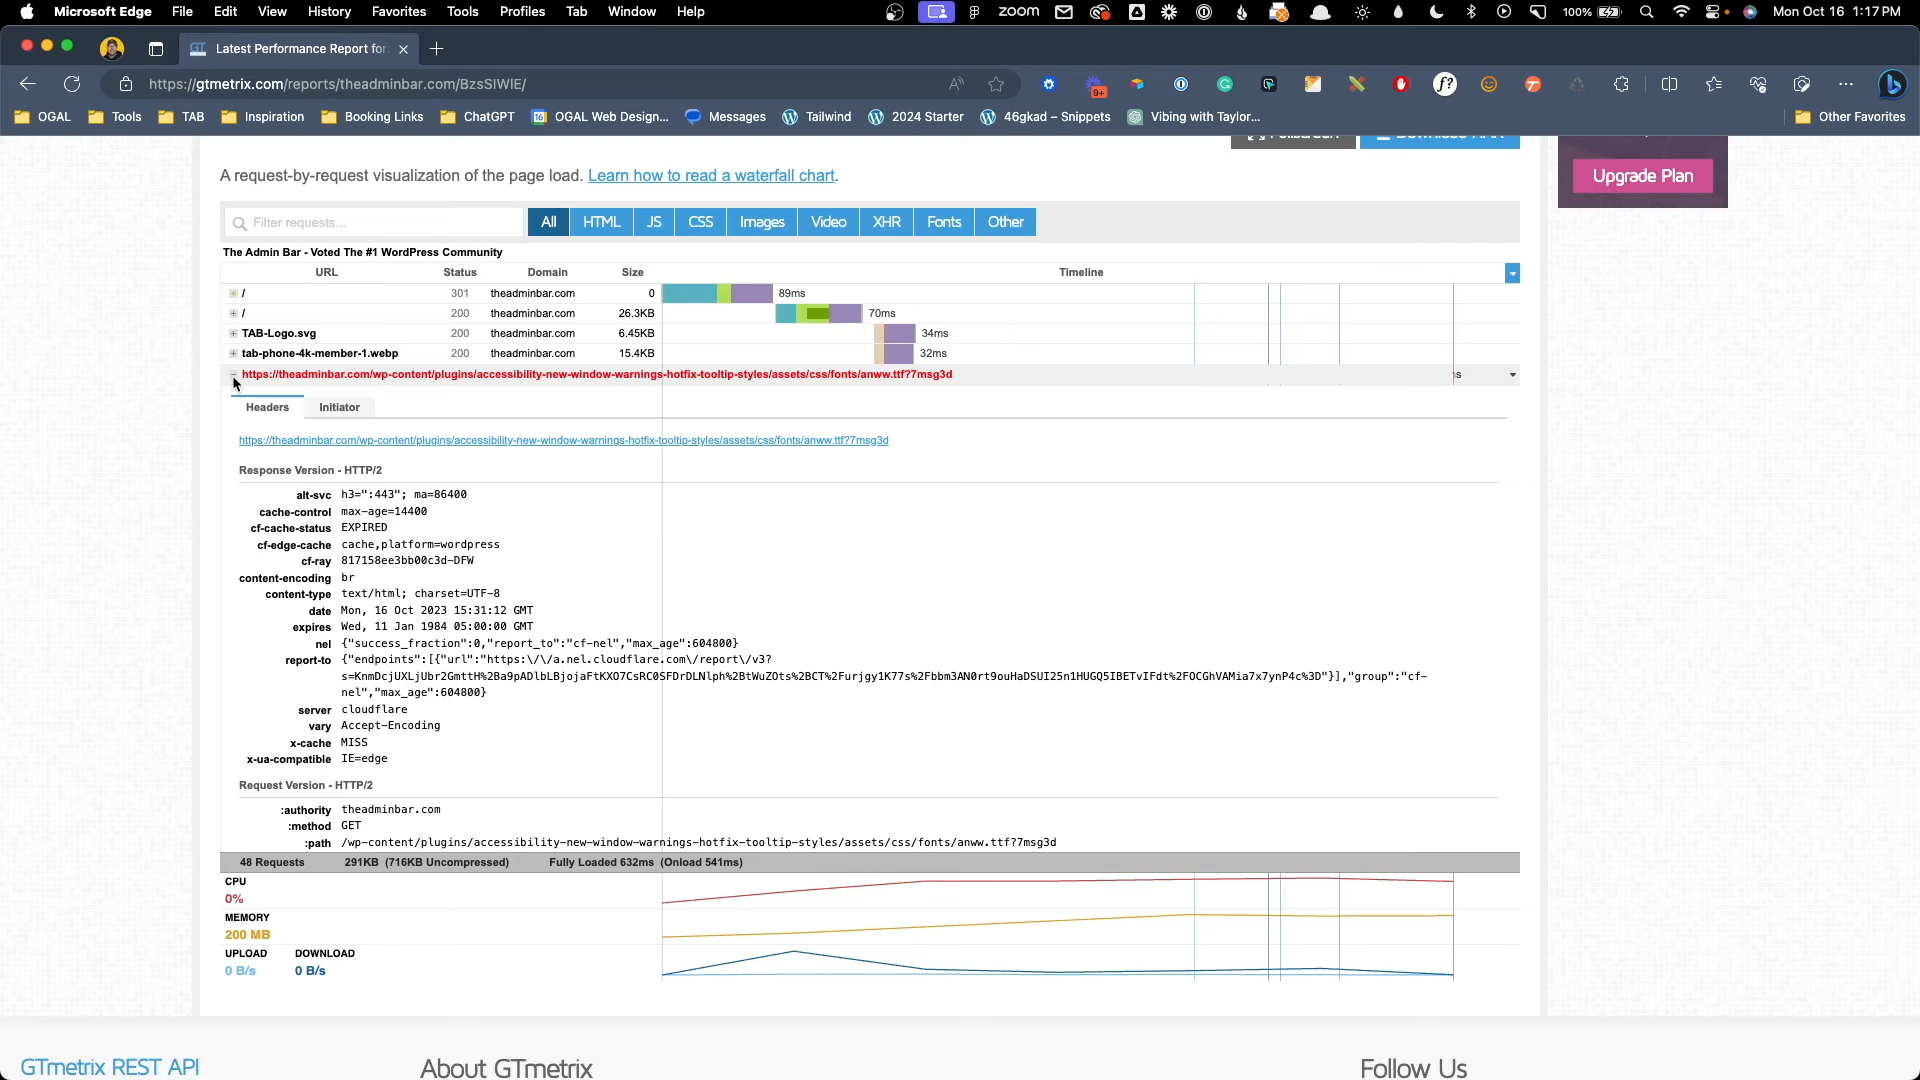 Microsoft Edge File Edit View History Favorites Tools Profiles Tab Window Help zoom 100% Mon Oct 16 1:17 PM
GT Latest Performance Report for
https://gtmetrix.com/reports/theadminbar.com/BzsSIWlE/
9+ f?
OGAL Tools TAB Inspiration Booking Links ChatGPT 16 OGAL Web Design... Messages Tailwind 2024 Starter 46gkad – Snippets Vibing with Taylor... Other Favorites
A request-by-request visualization of the page load. Learn how to read a waterfall chart.
Upgrade Plan
Filter requests... All HTML JS CSS Images Video XHR Fonts Other
The Admin Bar - Voted The #1 WordPress Community
URL Status Domain Size Timeline
/ 301 theadminbar.com 0 89ms
/ 200 theadminbar.com 26.3KB 70ms
TAB-Logo.svg 200 theadminbar.com 6.45KB 34ms
tab-phone-4k-member-1.webp 200 theadminbar.com 15.4KB 32ms
https://theadminbar.com/wp-content/plugins/accessibility-new-window-warnings-hotfix-tooltip-styles/assets/css/fonts/anww.ttf?7msg3d
Headers Initiator
https://theadminbar.com/wp-content/plugins/accessibility-new-window-warnings-hotfix-tooltip-styles/assets/css/fonts/anww.ttf?7msg3d
Response Version - HTTP/2
alt-svc h3=":443"; ma=86400
cache-control max-age=14400
cf-cache-status EXPIRED
cf-edge-cache cache,platform=wordpress
cf-ray 817158ee3bb00c3d-DFW
content-encoding br
content-type text/html; charset=UTF-8
date Mon, 16 Oct 2023 15:31:12 GMT
expires Wed, 11 Jan 1984 05:00:00 GMT
nel {"success_fraction":0,"report_to":"cf-nel","max_age":604800}
report-to {"endpoints":[{"url":"https:\/\/a.nel.cloudflare.com\/report\/v3?
s=KnmDcjUXLjUbr2GmttH%2Ba9pADlbLBjojaFtKXO7CsRC0SFDrDLNlph%2BtWuZOts%2BCT%2Furjgy1K77s%2Fbbm3AN0rt9ouHaDSUI25n1HUGQ5IBETvIFdt%2FOCGhVAMia7x7ynP4c%3D"}],"group":"cf-
nel","max_age":604800}
server cloudflare
vary Accept-Encoding
x-cache MISS
x-ua-compatible IE=edge
Request Version - HTTP/2
:authority theadminbar.com
:method GET
:path /wp-content/plugins/accessibility-new-window-warnings-hotfix-tooltip-styles/assets/css/fonts/anww.ttf?7msg3d
48 Requests 291KB (716KB Uncompressed) Fully Loaded 632ms (Onload 541ms)
CPU
0%
MEMORY
200 MB
UPLOAD DOWNLOAD
0 B/s 0 B/s
GTmetrix REST API About GTmetrix Follow Us